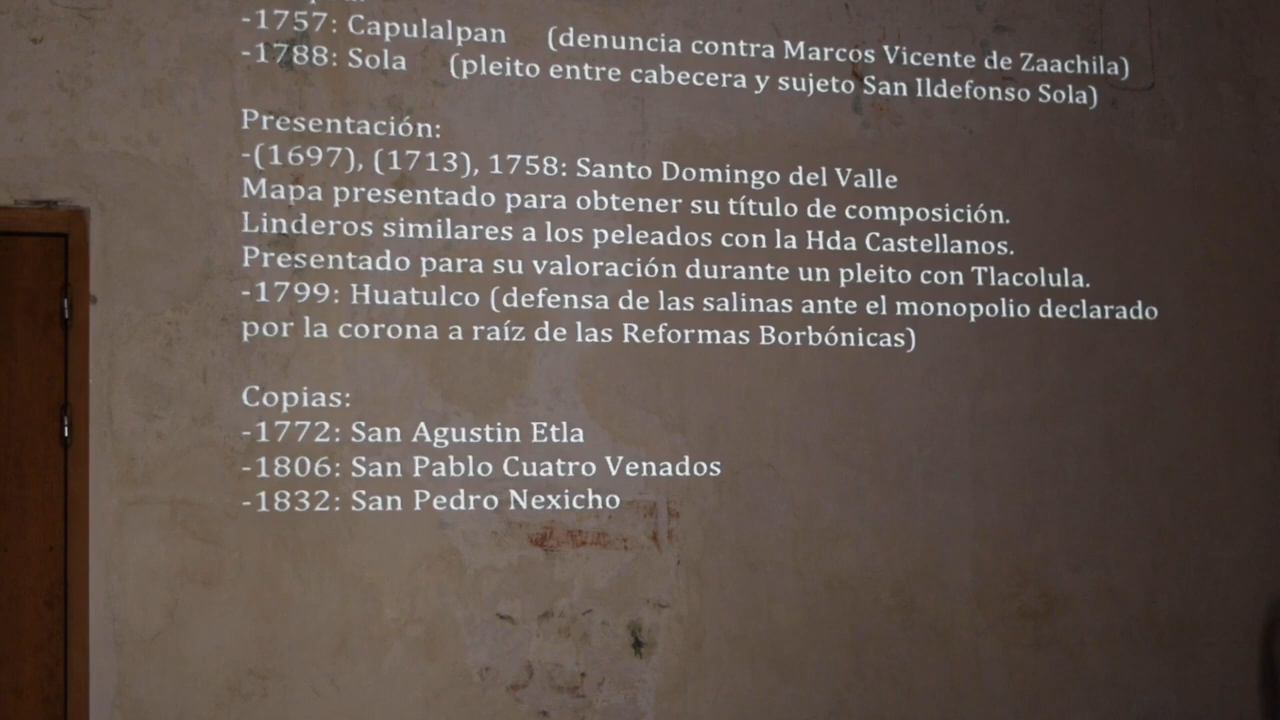 -1757: Capulalpan (denuncia contra Marcos Vicente de Zaachila)
-1788: Sola (pleito entre cabecera y sujeto San Ildefonso Sola)
Presentación:
-(1697), (1713), 1758: Santo Domingo del Valle
Mapa presentado para obtener su título de composición.
Linderos similares a los peleados con la Hda Castellanos.
Presentado para su valoración durante un pleito con Tlacolula.
-1799: Huatulco (defensa de las salinas ante el monopolio declarado
por la corona a raíz de las Reformas Borbónicas)
Copias:
-1772: San Agustin Etla
-1806: San Pablo Cuatro Venados
-1832: San Pedro Nexicho